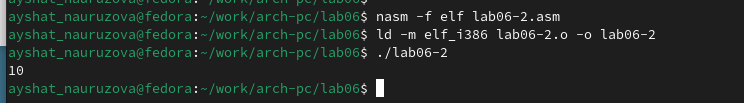 ayshat_nauruzova@fedora:~/work/arch-pc/lab06$ nasm -f elf lab06-2.asm
ayshat_nauruzova@fedora:~/work/arch-pc/lab06$ ld -m elf_i386 lab06-2.o -o lab06-2
ayshat_nauruzova@fedora:~/work/arch-pc/lab06$ ./lab06-2
10
ayshat_nauruzova@fedora:~/work/arch-pc/lab06$